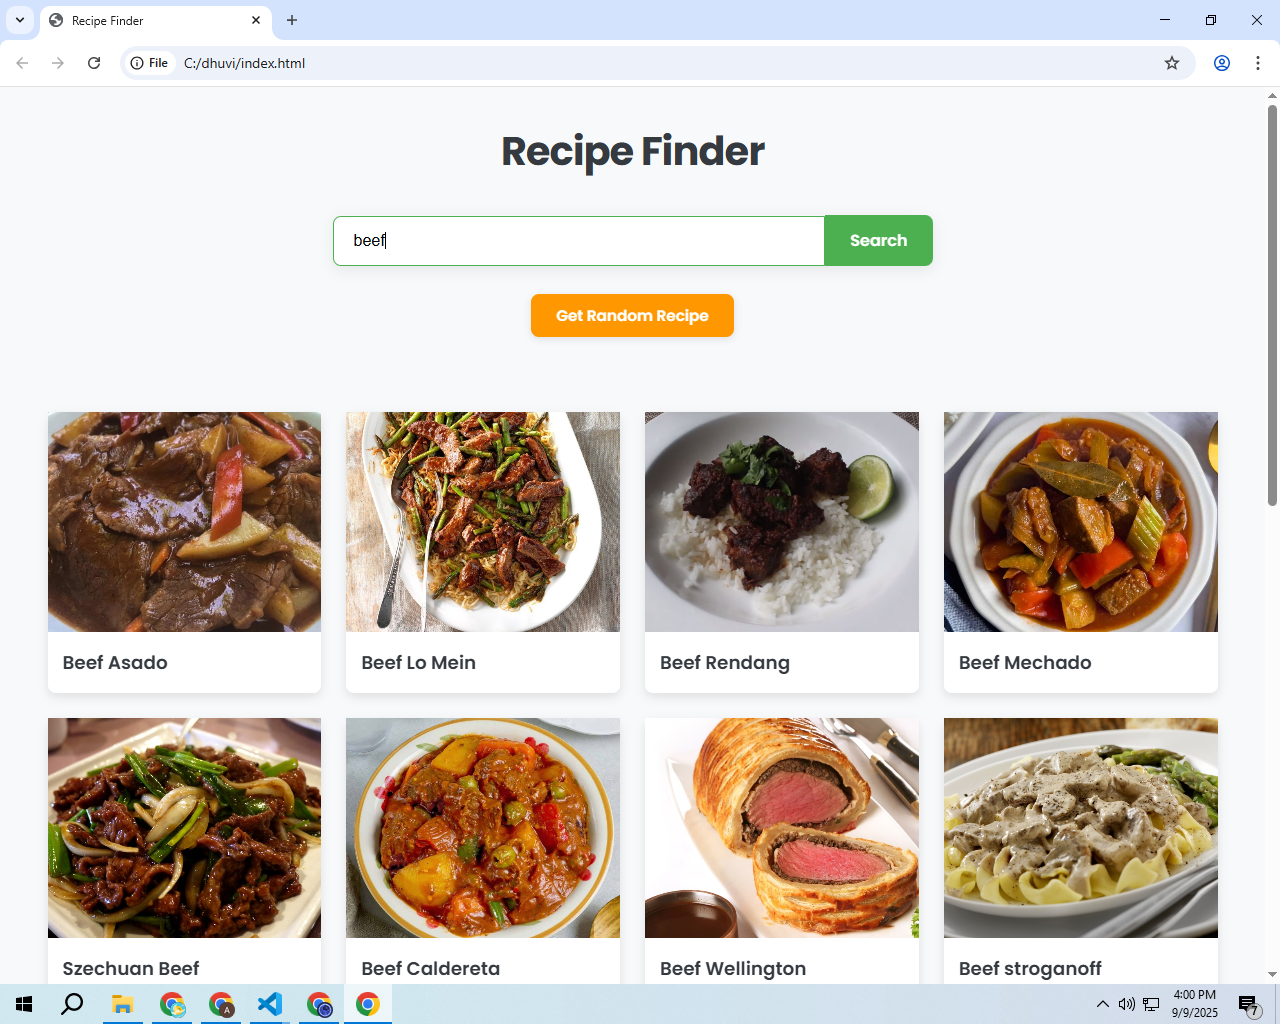 Recipe Finder
File
C:/dhuvi/index.html
Recipe Finder
beef
Search
Get Random Recipe
Beef Asado
Beef Lo Mein
Beef Rendang
Beef Mechado
Szechuan Beef
Beef Caldereta
Beef Wellington
Beef stroganoff
A
4:00 PM
9/9/2025
7